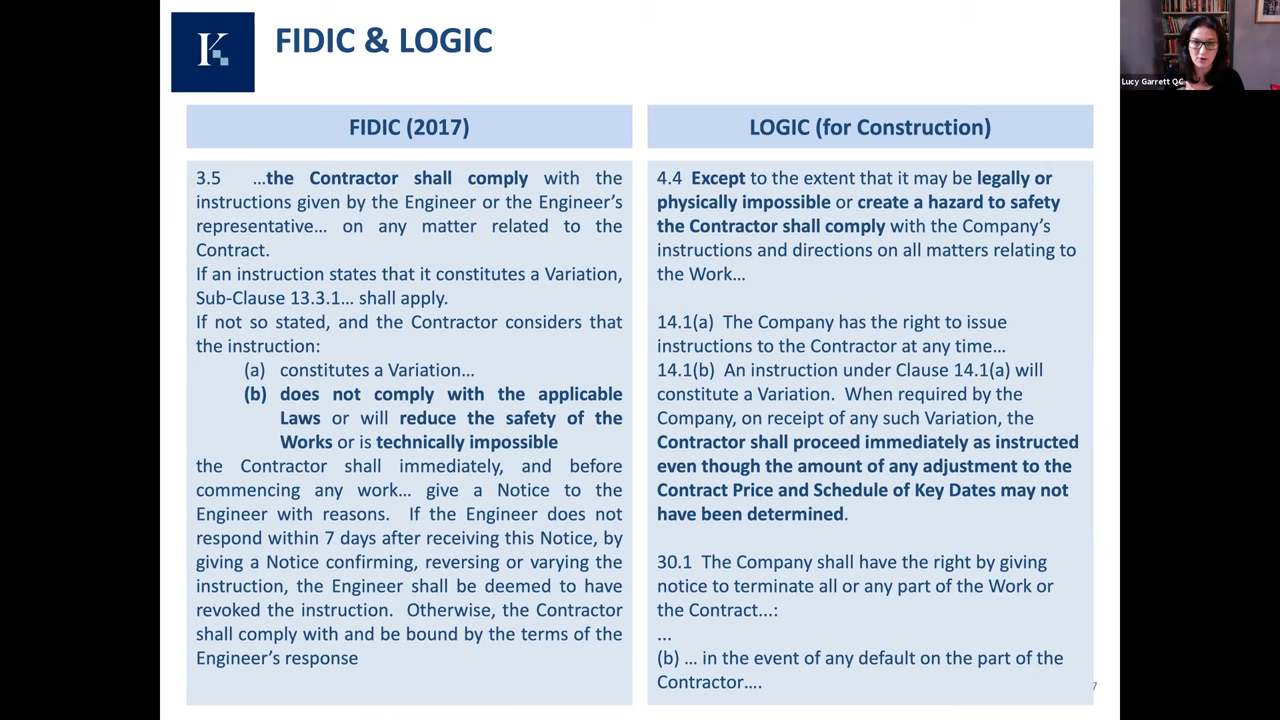 K
FIDIC & LOGIC
Lucy Garrett QC
FIDIC (2017)
3.5 …the Contractor shall comply with the
instructions given by the Engineer or the Engineer’s
representative… on any matter related to the
Contract.
If an instruction states that it constitutes a Variation,
Sub-Clause 13.3.1… shall apply.
If not so stated, and the Contractor considers that
the instruction:
(a) constitutes a Variation…
(b) does not comply with the applicable
Laws or will reduce the safety of the
Works or is technically impossible
the Contractor shall immediately, and before
commencing any work… give a Notice to the
Engineer with reasons. If the Engineer does not
respond within 7 days after receiving this Notice, by
giving a Notice confirming, reversing or varying the
instruction, the Engineer shall be deemed to have
revoked the instruction. Otherwise, the Contractor
shall comply with and be bound by the terms of the
Engineer’s response
LOGIC (for Construction)
4.4 Except to the extent that it may be legally or
physically impossible or create a hazard to safety
the Contractor shall comply with the Company’s
instructions and directions on all matters relating to
the Work…
14.1(a) The Company has the right to issue
instructions to the Contractor at any time…
14.1(b) An instruction under Clause 14.1(a) will
constitute a Variation. When required by the
Company, on receipt of any such Variation, the
Contractor shall proceed immediately as instructed
even though the amount of any adjustment to the
Contract Price and Schedule of Key Dates may not
have been determined.
30.1 The Company shall have the right by giving
notice to terminate all or any part of the Work or
the Contract...:
...
(b) … in the event of any default on the part of the
Contractor….
7